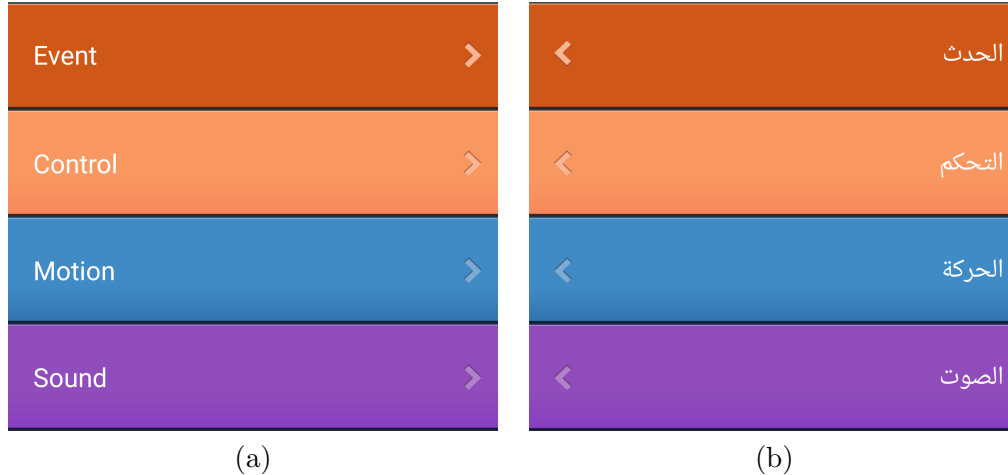 Event
Control
Motion
Sound
(a)
الحدث
التحكم
الحركة
الصوت
(b)